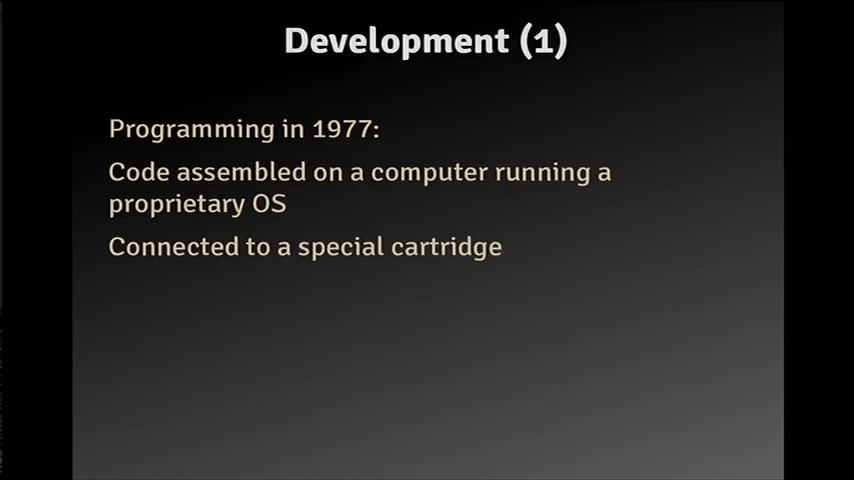 Development (1)
Programming in 1977:
Code assembled on a computer running a
proprietary OS
Connected to a special cartridge